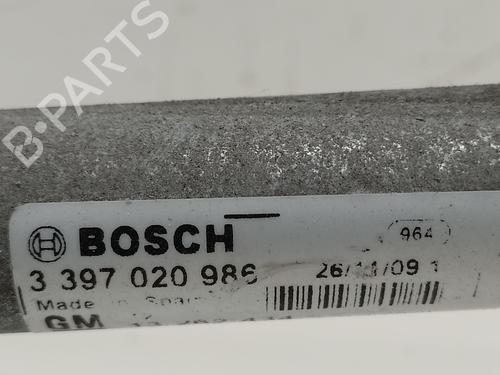 B-PARTS
BOSCH
964
3 397 020 986
26/11/09 1
Made in Spain
GM